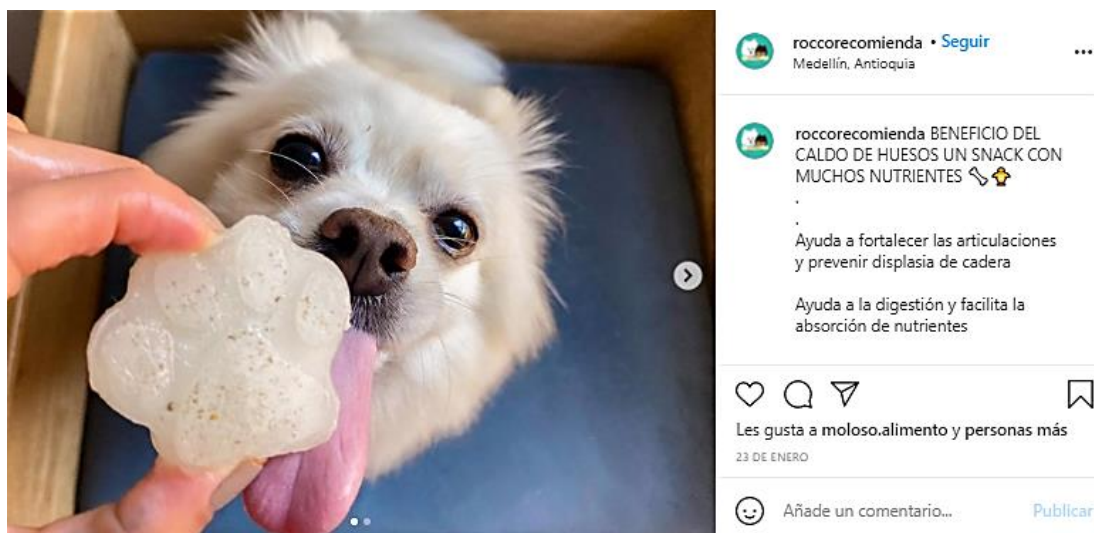 roccorecomienda • Seguir
Medellín, Antioquia
roccorecomienda BENEFICIO DEL
CALDO DE HUESOS UN SNACK CON
MUCHOS NUTRIENTES 🦴🐥
.
.
Ayuda a fortalecer las articulaciones
y prevenir displasia de cadera
Ayuda a la digestión y facilita la
absorción de nutrientes
Les gusta a moloso.alimento y personas más
23 DE ENERO
Añade un comentario... Publicar